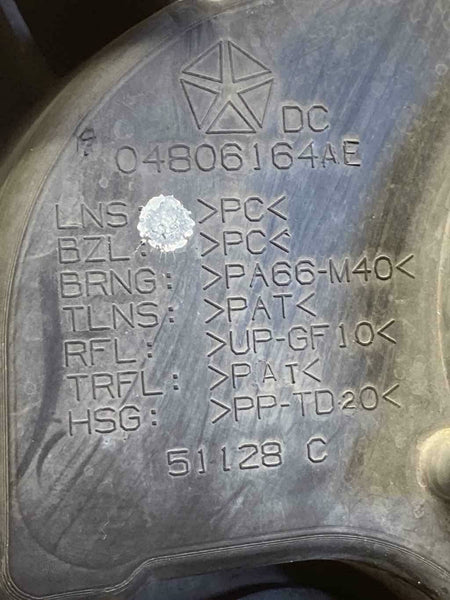 DC
04806164AE
LNS >PC<
BZL: >PC<
BRNG: >PA66-M40<
TLNS: >PAT<
RFL: >UP-GF10<
TRFL: >PAT<
HSG: >PP-TD20<
51128 C